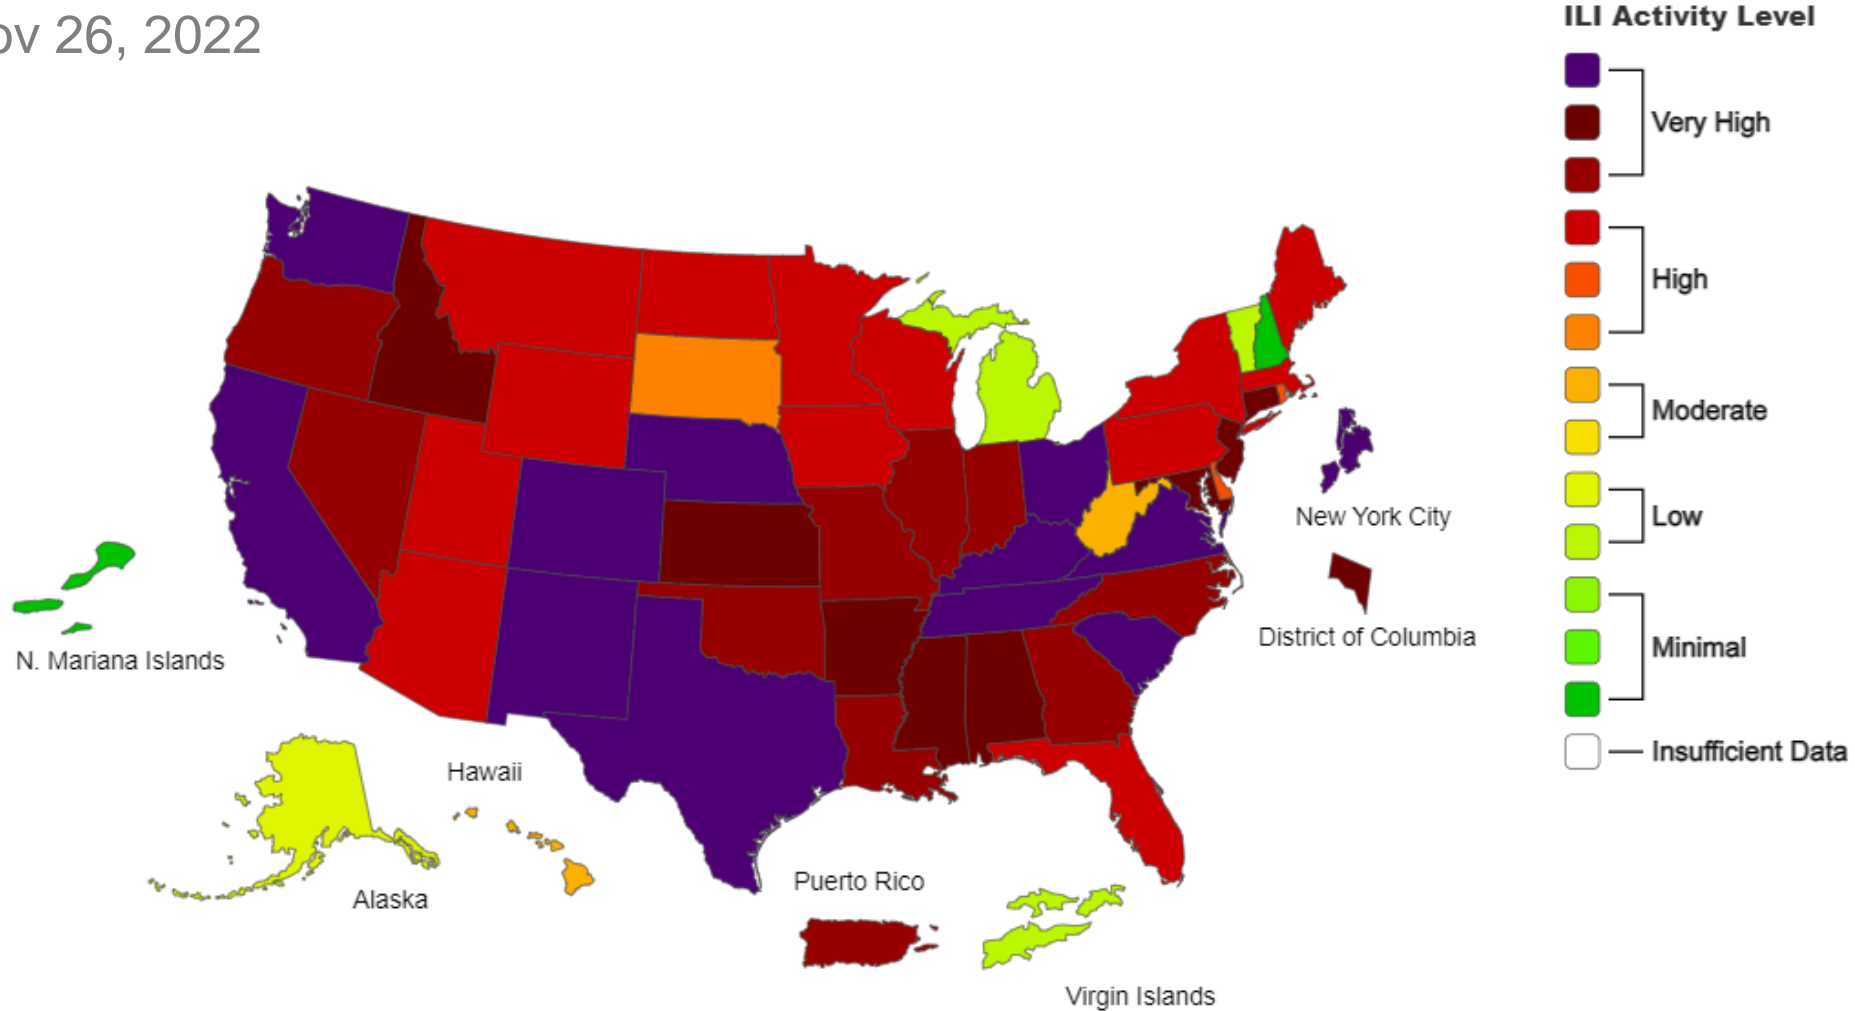 ov 26, 2022
ILI Activity Level
Very High
High
Moderate
Low
Minimal
Insufficient Data
New York City
District of Columbia
N. Mariana Islands
Hawaii
Alaska
Puerto Rico
Virgin Islands